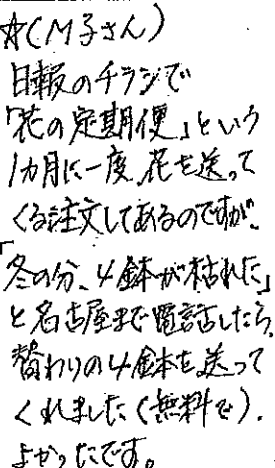 ☆(M子さん)
日報のチラシで
「花の定期便」という
1カ月に一度、花を送って
くる注文してあるのですが、
「冬の分、4鉢が枯れた」
と名古屋まで電話したら、
替わりの4鉢を送って
くれました(無料で)。
よかったです。